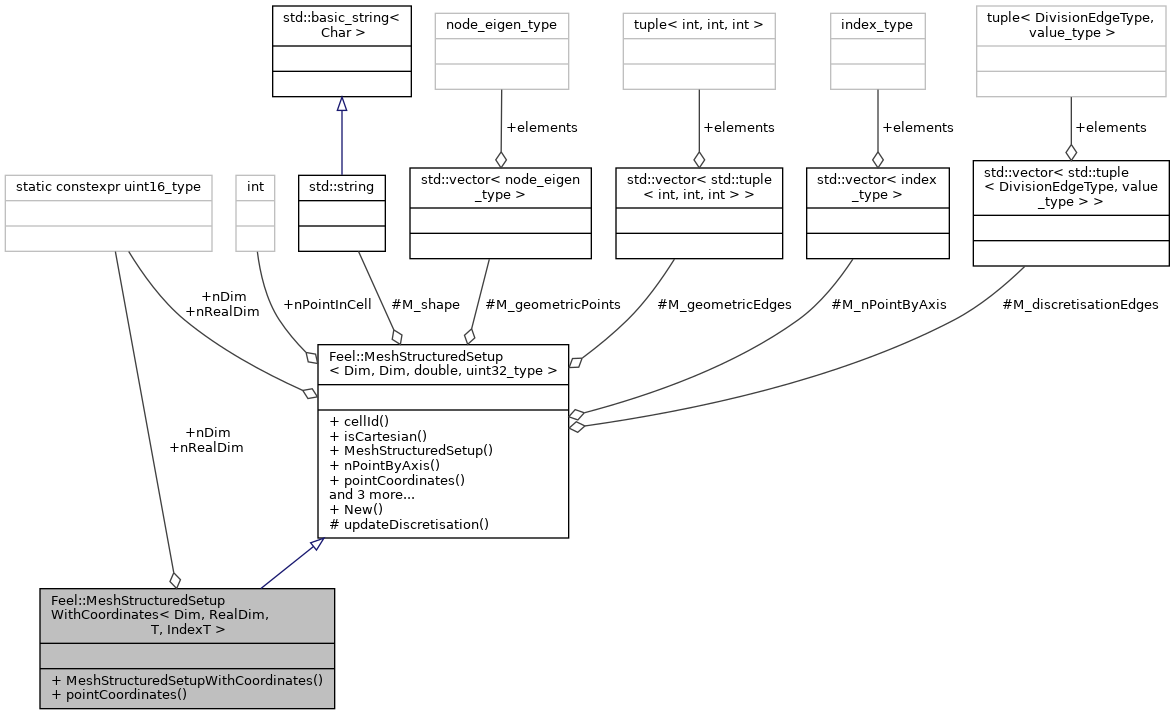 std::basic_string<
Char >
node_eigen_type
tuple< int, int, int >
index_type
tuple< DivisionEdgeType,
value_type >
+elements
+elements
+elements
+elements
static constexpr uint16_type
int
std::string
std::vector< node_eigen
_type >
std::vector< std::tuple
< int, int, int > >
std::vector< index
_type >
std::vector< std::tuple
< DivisionEdgeType, value
_type > >
+nDim
+nRealDim
+nPointInCell
#M_shape
#M_geometricPoints
#M_geometricEdges
#M_nPointByAxis
#M_discretisationEdges
Feel::MeshStructuredSetup
< Dim, Dim, double, uint32_type >
+ cellId()
+ isCartesian()
+ MeshStructuredSetup()
+ nPointByAxis()
+ pointCoordinates()
and 3 more...
+ New()
# updateDiscretisation()
+nDim
+nRealDim
Feel::MeshStructuredSetup
WithCoordinates< Dim, RealDim,
T, IndexT >
+ MeshStructuredSetupWithCoordinates()
+ pointCoordinates()